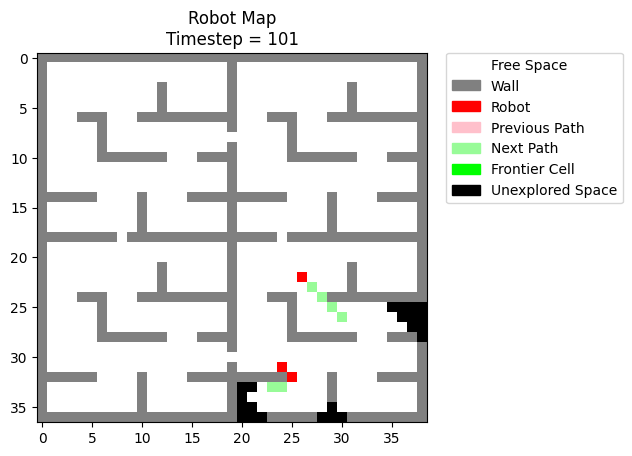 Robot Map
Timestep = 101
0
5
10
15
20
25
30
35
0
5
10
15
20
25
30
35
Free Space
Wall
Robot
Previous Path
Next Path
Frontier Cell
Unexplored Space